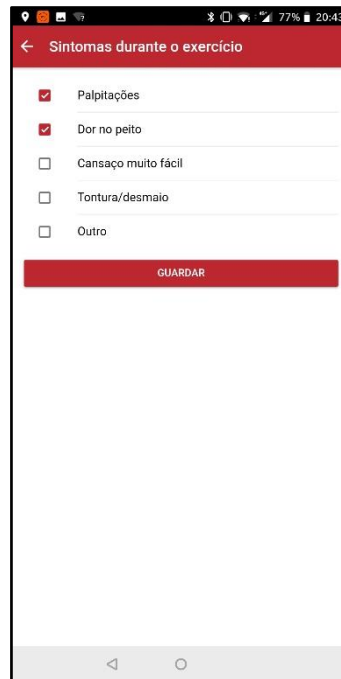 77% 20:43
Sintomas durante o exercício
Palpitações
Dor no peito
Cansaço muito fácil
Tontura/desmaio
Outro
GUARDAR